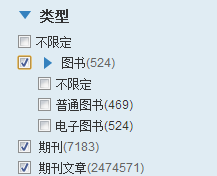 类型
不限定
图书(524)
不限定
普通图书(469)
电子图书(524)
期刊(7183)
期刊文章(2474571)